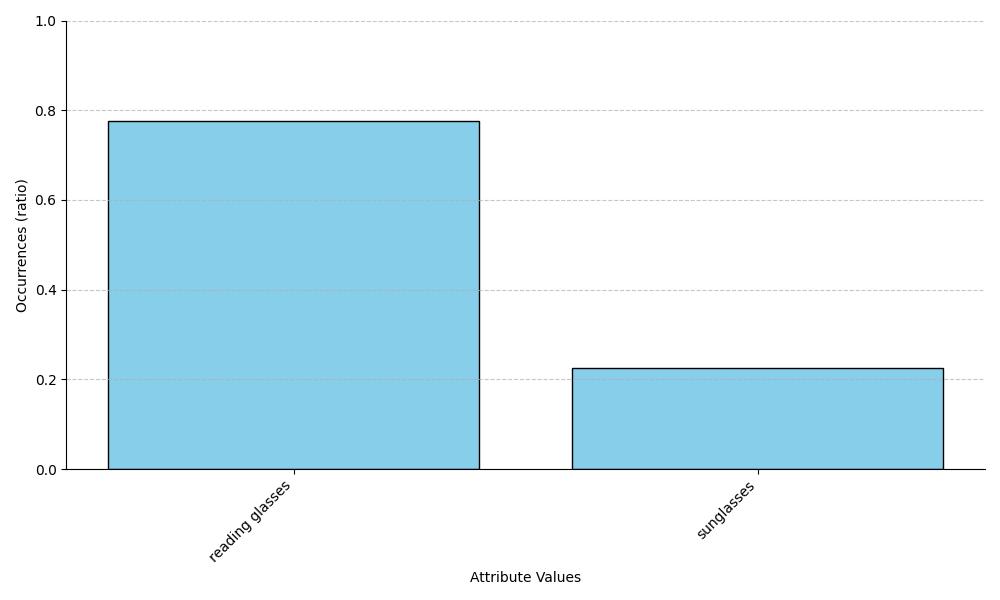 1.0
0.8
0.6
0.4
0.2
0.0
Occurrences (ratio)
reading glasses
sunglasses
Attribute Values